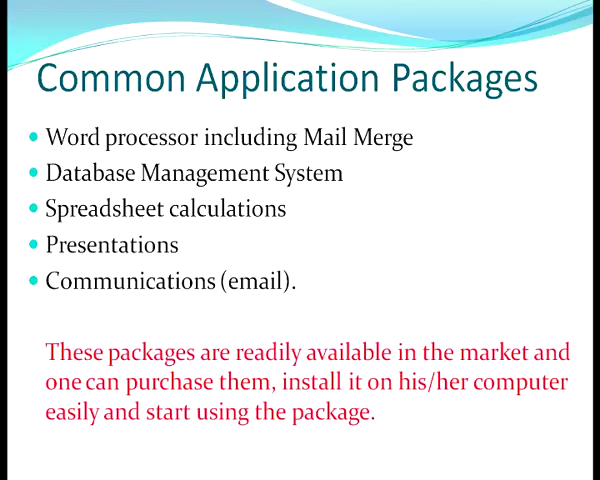 Common Application Packages
Word processor including Mail Merge
Database Management System
Spreadsheet calculations
Presentations
Communications (email).
These packages are readily available in the market and
one can purchase them, install it on his/her computer
easily and start using the package.